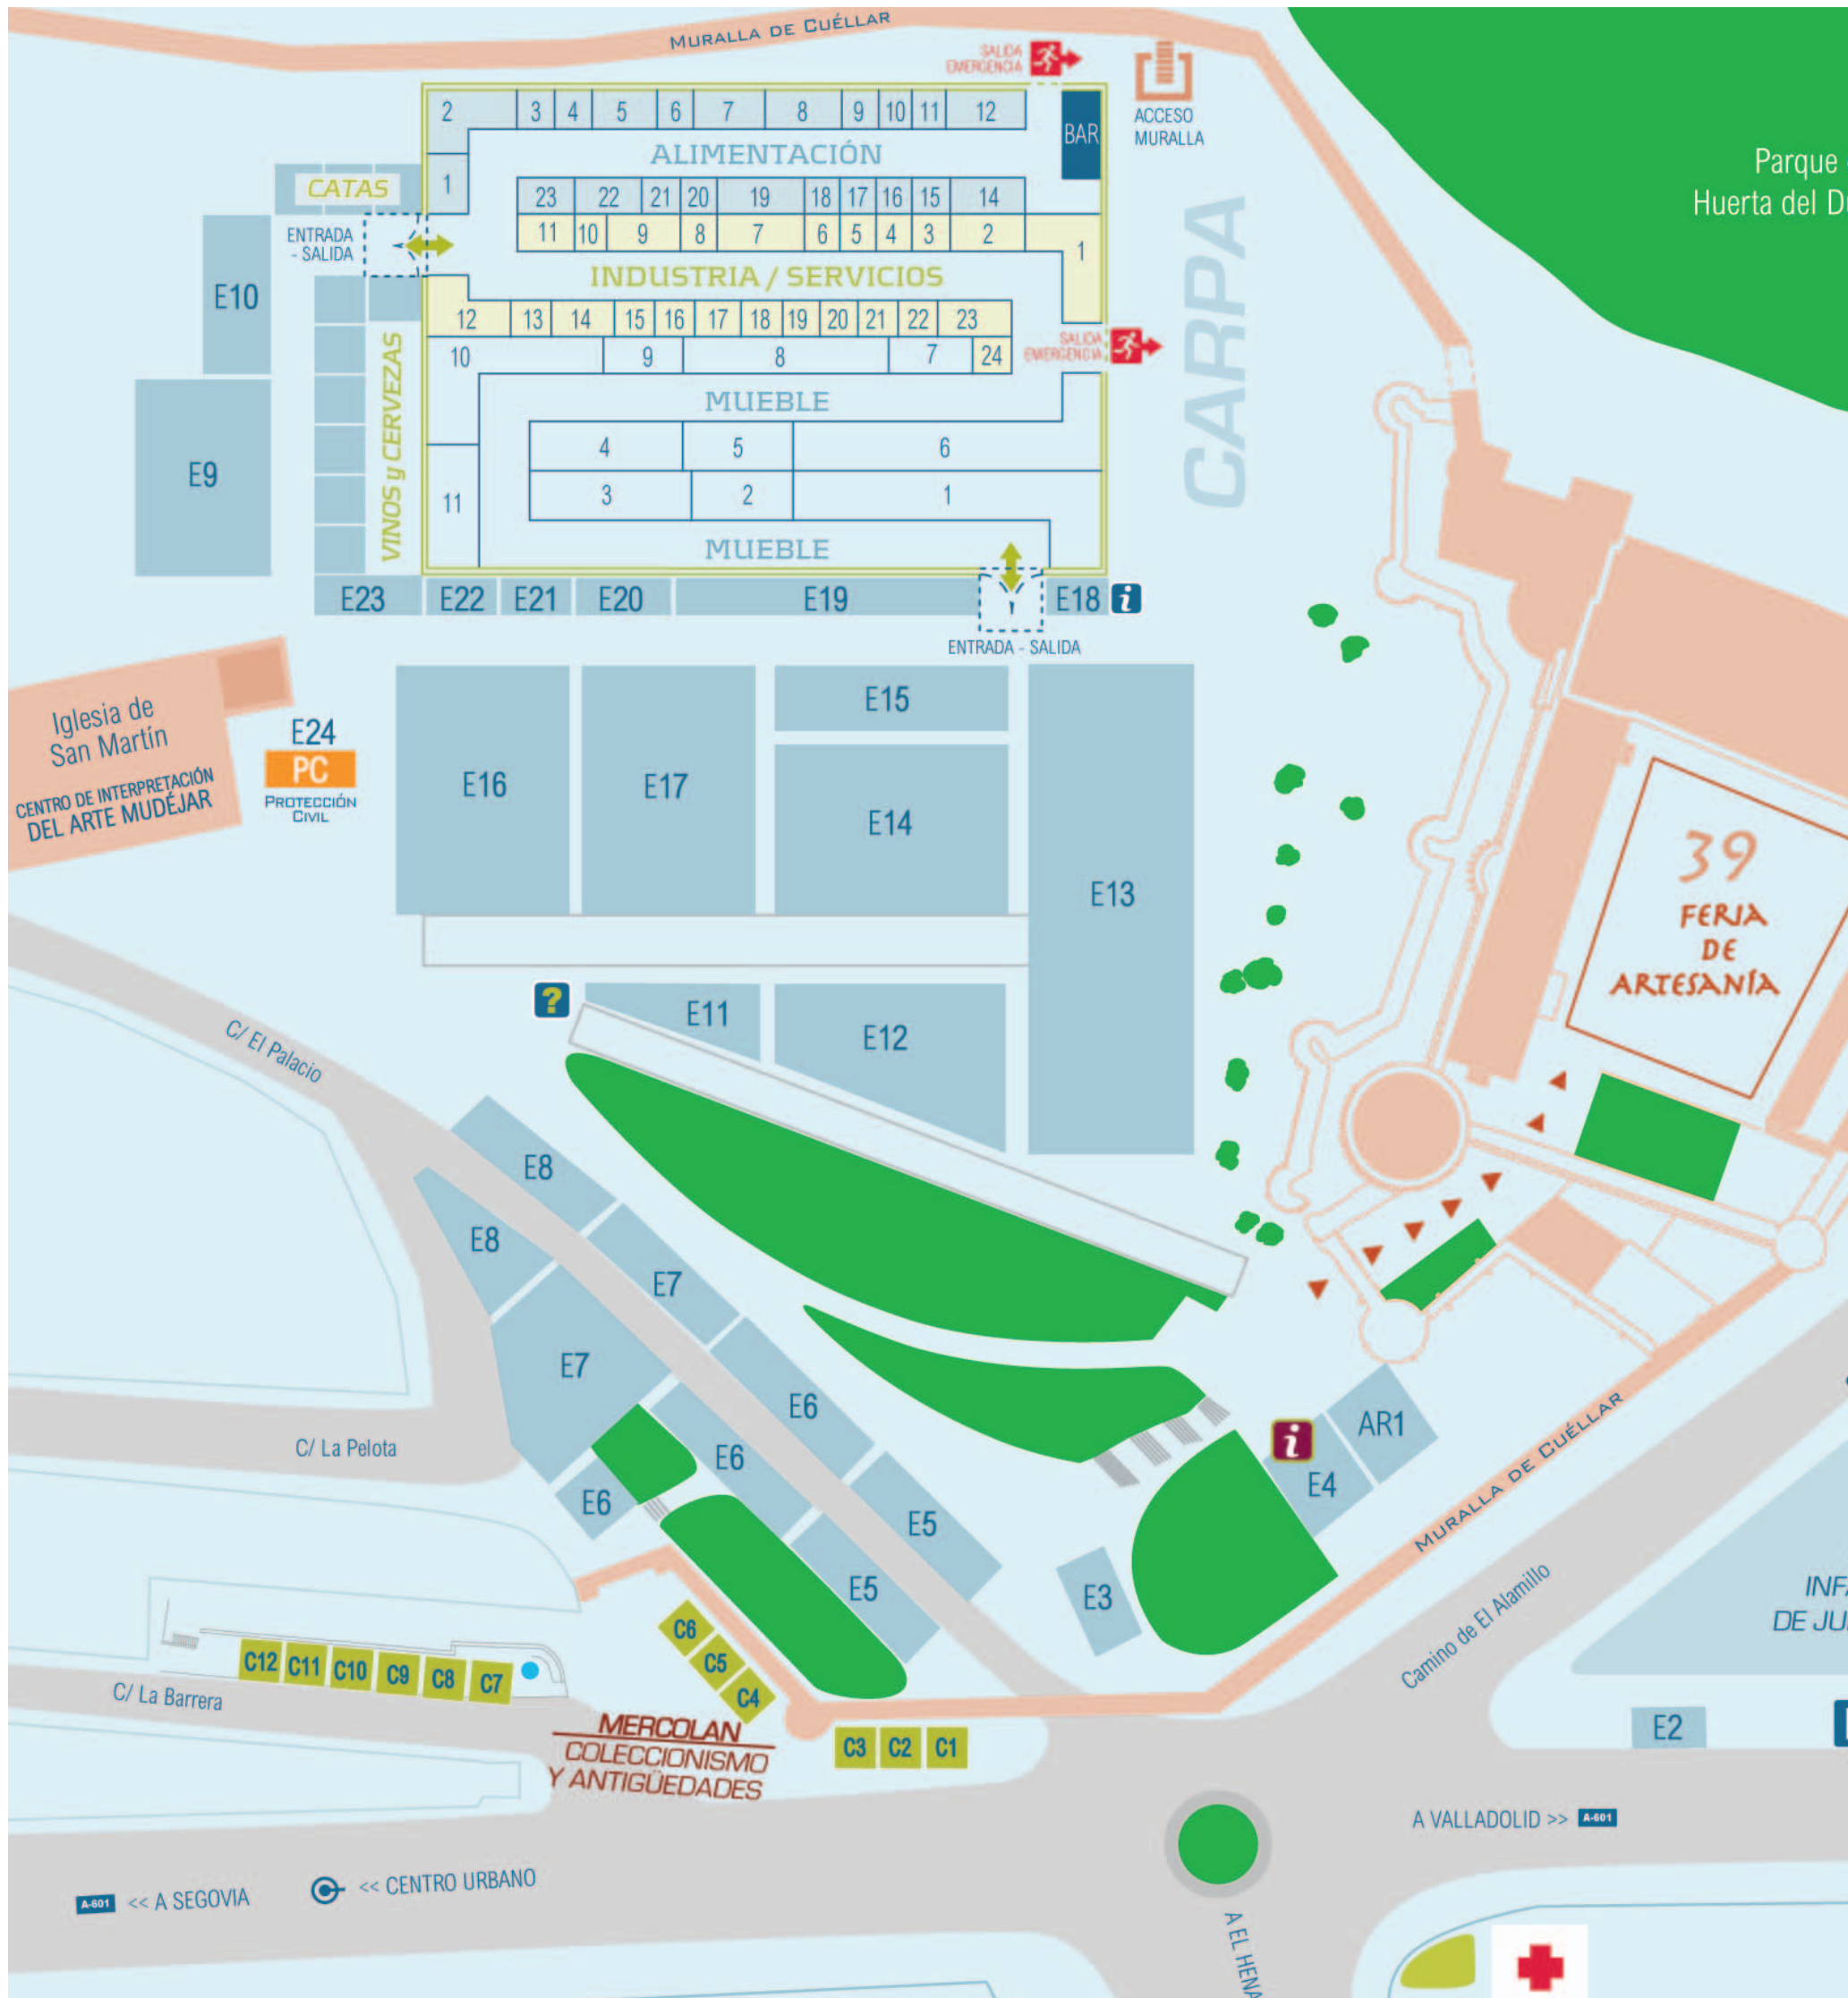 MURALLA DE CUÉLLAR
SALIDA
EMERGENCIA
ACCESO
MURALLA
Parque
Huerta del
2 3 4 5 6 7 8 9 10 11 12
BAR
ALIMENTACIÓN
CATAS
1
23 22 21 20 19 18 17 16 15 14
11 10 9 8 7 6 5 4 3 2
1
ENTRADA
- SALIDA
INDUSTRIA / SERVICIOS
E10
12 13 14 15 16 17 18 19 20 21 22 23
10 9 8 7 24
SALIDA
EMERGENCIA
CARPA
MUEBLE
VINOS y CERVEZAS
4 5 6
E9
11
3 2 1
MUEBLE
E23 E22 E21 E20 E19 E18 i
ENTRADA - SALIDA
Iglesia de
San Martín
CENTRO DE INTERPRETACIÓN
DEL ARTE MUDÉJAR
E24
PC
PROTECCIÓN
CIVIL
E15
E16 E17
E14
E13
39
FERIA
DE
ARTESANÍA
?
E11
E12
C/ El Palacio
E8
E8
E7
E7
E6
E6
E6
E5
E5
C/ La Pelota
i
AR1
E4
E3
MURALLA DE CUÉLLAR
Camino de El Alamillo
INFA
DE JU
C6
C5
C4
C12 C11 C10 C9 C8 C7
C/ La Barrera
MERCOLAN
COLECCIONISMO
Y ANTIGÜEDADES
C3 C2 C1
E2
A VALLADOLID >> A-601
A-601 << A SEGOVIA
<< CENTRO URBANO
A EL HENA